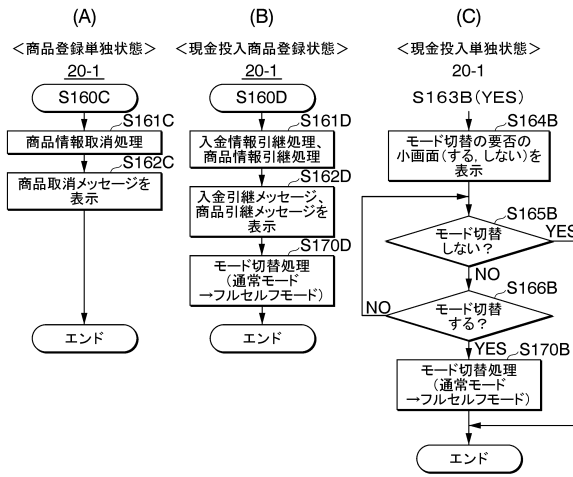 (A)
＜商品登録単独状態＞
20-1
S160C
S161C
商品情報取消処理
S162C
商品取消メッセージを
表示
エンド
(B)
＜現金投入商品登録状態＞
20-1
S160D
S161D
入金情報引継処理、
商品情報引継処理
S162D
入金引継メッセージ、
商品引継メッセージを
表示
S170D
モード切替処理
(通常モード
→フルセルフモード)
エンド
(C)
＜現金投入単独状態＞
20-1
S163B(YES)
S164B
モード切替の要否の
小画面(する, しない)を
表示
S165B
モード切替
しない？
YES
NO
S166B
モード切替
する？
NO
YES
S170B
モード切替処理
(通常モード
→フルセルフモード)
エンド